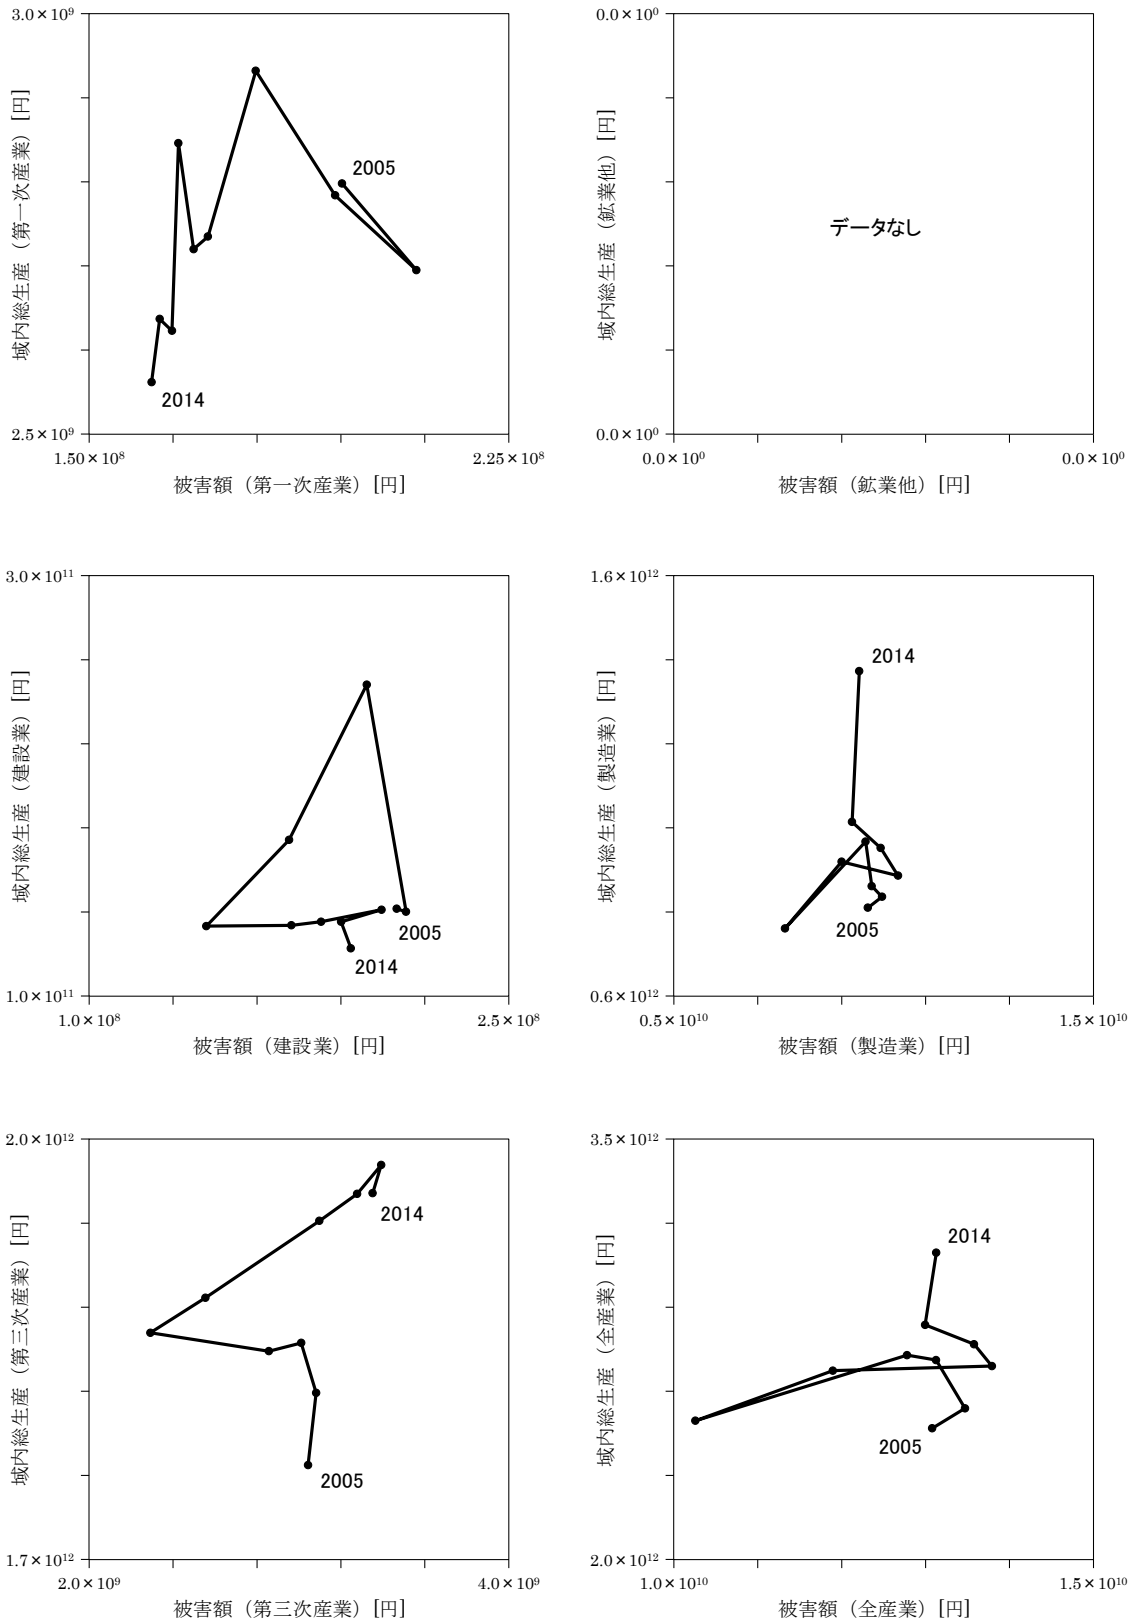 3.0×10⁹
域内総生産（第一次産業）[円]
2005
2014
2.5×10⁹
1.50×10⁸
2.25×10⁸
被害額（第一次産業）[円]
0.0×10⁰
域内総生産（鉱業他）[円]
データなし
0.0×10⁰
0.0×10⁰
0.0×10⁰
被害額（鉱業他）[円]
3.0×10¹¹
域内総生産（建設業）[円]
2005
2014
1.0×10¹¹
1.0×10⁸
2.5×10⁸
被害額（建設業）[円]
1.6×10¹²
域内総生産（製造業）[円]
2014
2005
0.6×10¹²
0.5×10¹⁰
1.5×10¹⁰
被害額（製造業）[円]
2.0×10¹²
域内総生産（第三次産業）[円]
2014
2005
1.7×10¹²
2.0×10⁹
4.0×10⁹
被害額（第三次産業）[円]
3.5×10¹²
域内総生産（全産業）[円]
2014
2005
2.0×10¹²
1.0×10¹⁰
1.5×10¹⁰
被害額（全産業）[円]